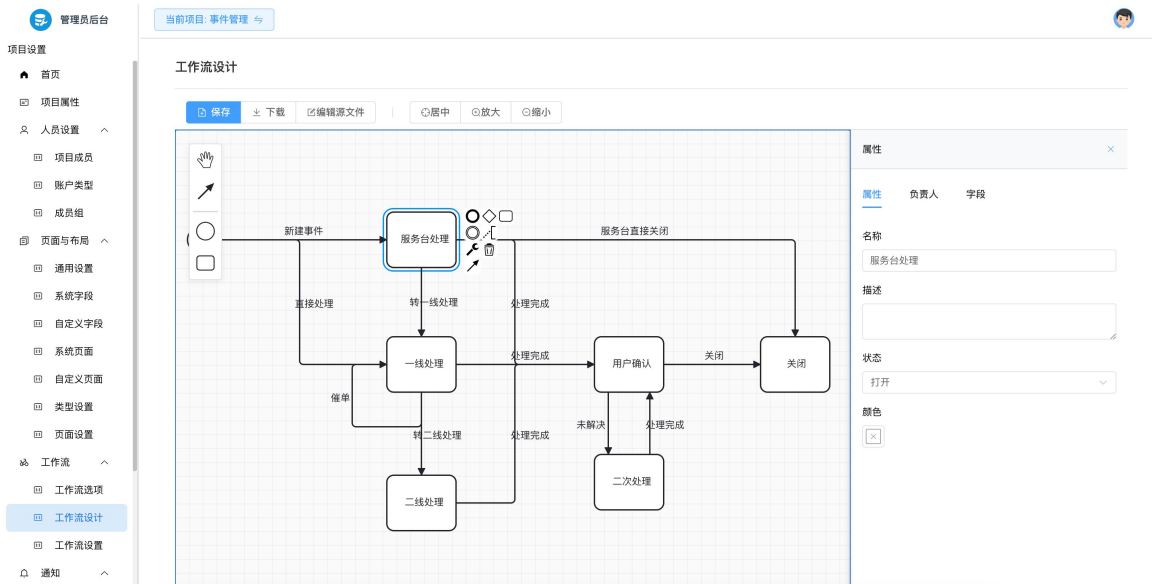 管理员后台
当前项目: 事件管理
项目设置
首页
项目属性
人员设置
项目成员
账户类型
成员组
页面与布局
通用设置
系统字段
自定义字段
系统页面
自定义页面
类型设置
页面设置
工作流
工作流选项
工作流设计
工作流设置
通知
工作流设计
保存
下载
编辑源文件
居中
放大
缩小
新建事件
服务台处理
服务台直接关闭
直接处理
转一线处理
处理完成
一线处理
处理完成
用户确认
关闭
关闭
催单
转二线处理
处理完成
未解决
处理完成
二线处理
二次处理
属性
属性
负责人
字段
名称
服务台处理
描述
状态
打开
颜色